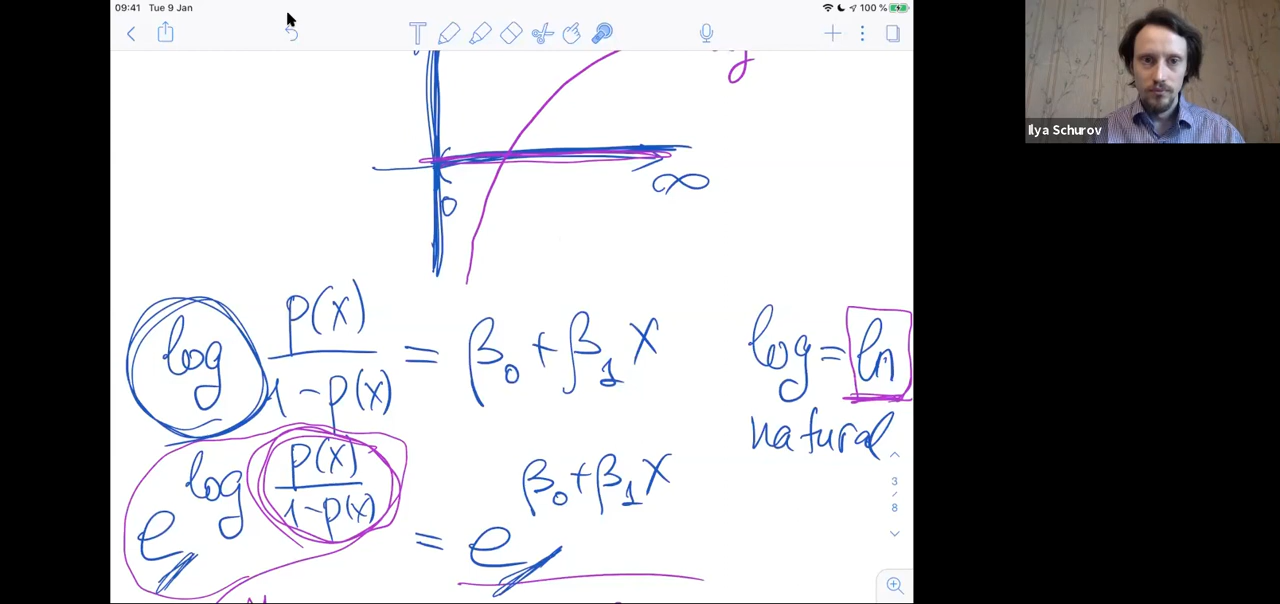 09:41 Tue 9 Jan
100 %
T
Ilya Schurov
0
∞
log p(x) / 1-p(x) = β₀ + β₁ x
log = ln
natural
e^(log p(x) / 1-p(x)) = e^(β₀ + β₁ x)
3
/
8